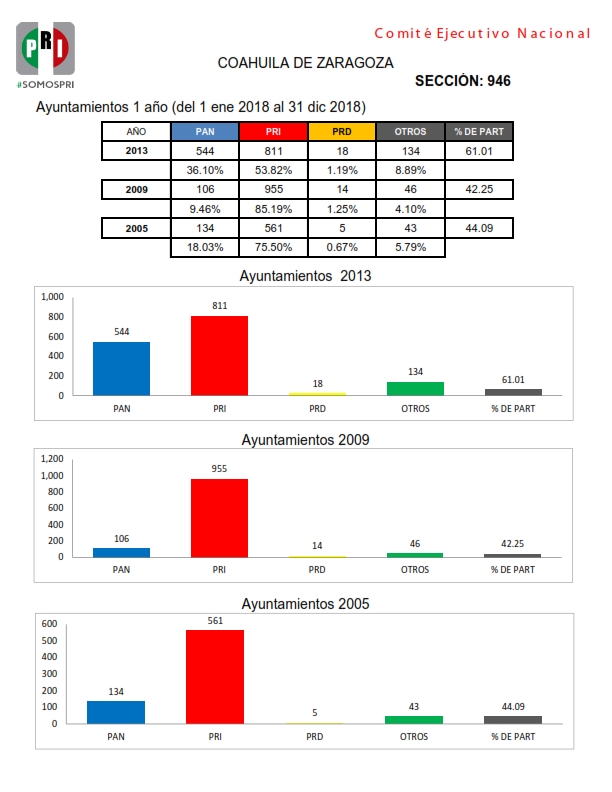 Comité Ejecutivo Nacional
PRI
#SOMOSPRI
COAHUILA DE ZARAGOZA
SECCIÓN: 946
Ayuntamientos 1 año (del 1 ene 2018 al 31 dic 2018)
AÑO PAN PRI PRD OTROS % DE PART
2013 544 811 18 134 61.01
36.10% 53.82% 1.19% 8.89%
2009 106 955 14 46 42.25
9.46% 85.19% 1.25% 4.10%
2005 134 561 5 43 44.09
18.03% 75.50% 0.67% 5.79%
Ayuntamientos 2013
1,000
800
600
400
200
0
544
811
18
134
61.01
PAN PRI PRD OTROS % DE PART
Ayuntamientos 2009
1,200
1,000
800
600
400
200
0
106
955
14
46
42.25
PAN PRI PRD OTROS % DE PART
Ayuntamientos 2005
600
500
400
300
200
100
0
134
561
5
43
44.09
PAN PRI PRD OTROS % DE PART